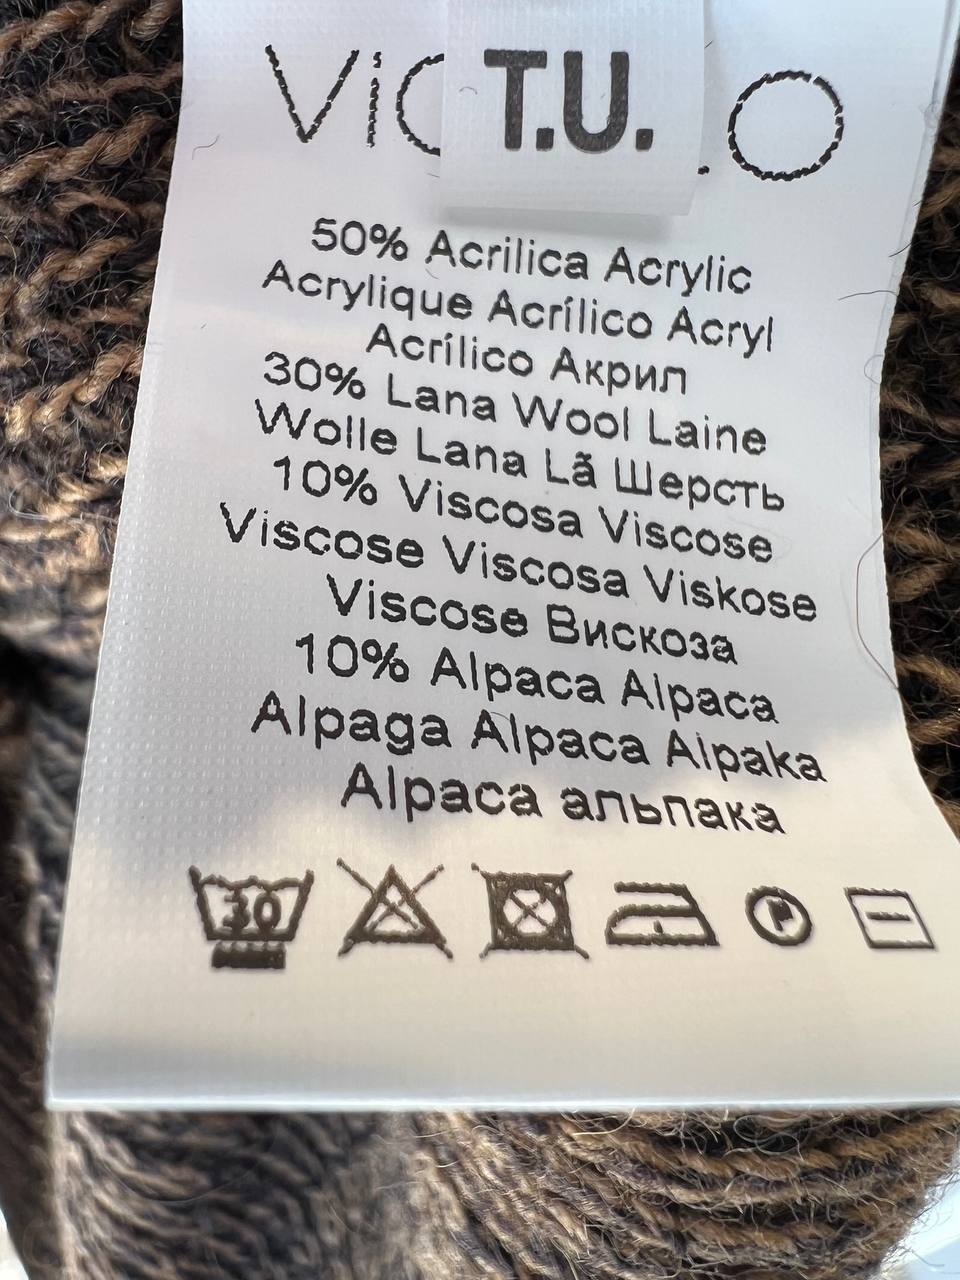 T.U.
50% Acrilica Acrylic
Acrylique Acrílico Acryl
Acrílico Акрил
30% Lana Wool Laine
Wolle Lana Lã Шерсть
10% Viscosa Viscose
Viscose Viscosa Viskose
Viscose Вискоза
10% Alpaca Alpaca
Alpaga Alpaca Alpaka
Alpaca альпака
30
P